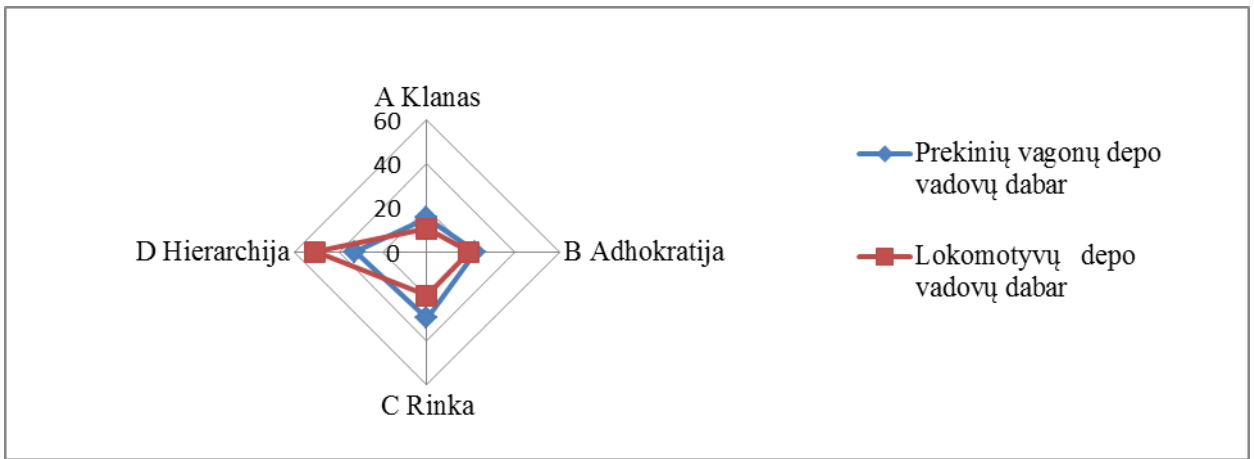 A Klanas
60
40
20
0
D Hierarchija
B Adhokratija
C Rinka
Prekinių vagonų depo
vadovų dabar
Lokomotyvų depo
vadovų dabar